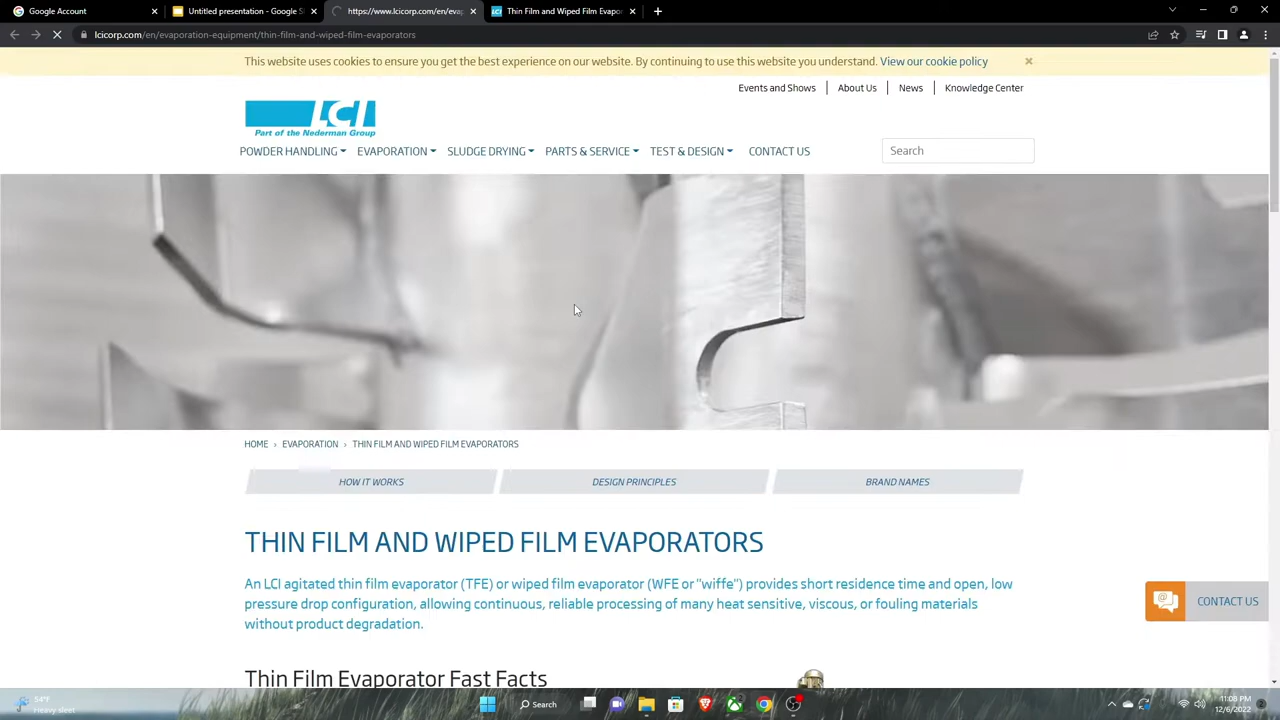 Google Account
Untitled presentation - Google S
https://www.lcicorp.com/en/evap
Thin Film and Wiped Film Evapor
lcicorp.com/en/evaporation-equipment/thin-film-and-wiped-film-evaporators
This website uses cookies to ensure you get the best experience on our website. By continuing to use this website you understand. View our cookie policy
Events and Shows
About Us
News
Knowledge Center
LCI
Part of the Nederman Group
POWDER HANDLING
EVAPORATION
SLUDGE DRYING
PARTS & SERVICE
TEST & DESIGN
CONTACT US
Search
HOME › EVAPORATION › THIN FILM AND WIPED FILM EVAPORATORS
HOW IT WORKS
DESIGN PRINCIPLES
BRAND NAMES
THIN FILM AND WIPED FILM EVAPORATORS
An LCI agitated thin film evaporator (TFE) or wiped film evaporator (WFE or "wiffe") provides short residence time and open, low
pressure drop configuration, allowing continuous, reliable processing of many heat sensitive, viscous, or fouling materials
without product degradation.
CONTACT US
Thin Film Evaporator Fast Facts
54°F
Heavy sleet
Search
11:08 PM
12/6/2022